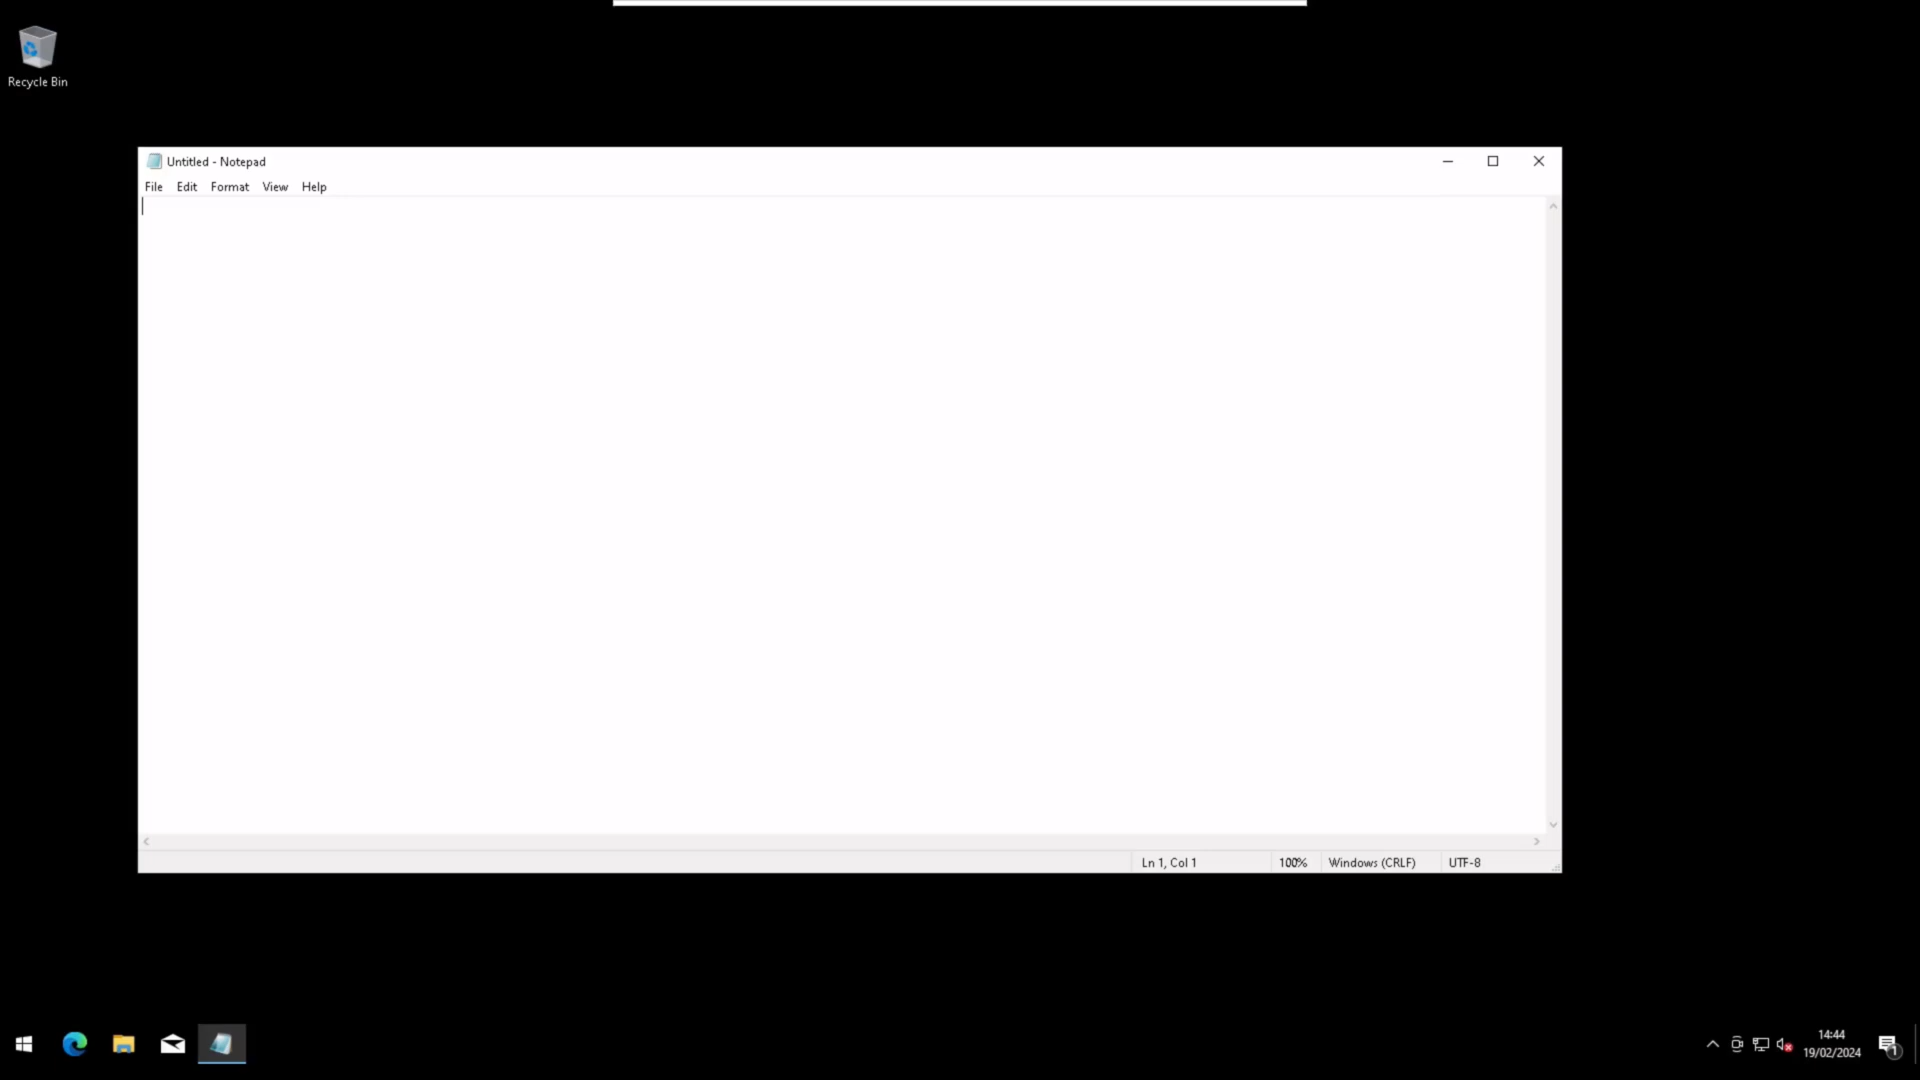 Recycle Bin
Untitled - Notepad
File Edit Format View Help
Ln 1, Col 1 100% Windows (CRLF) UTF-8
14:44
19/02/2024
1